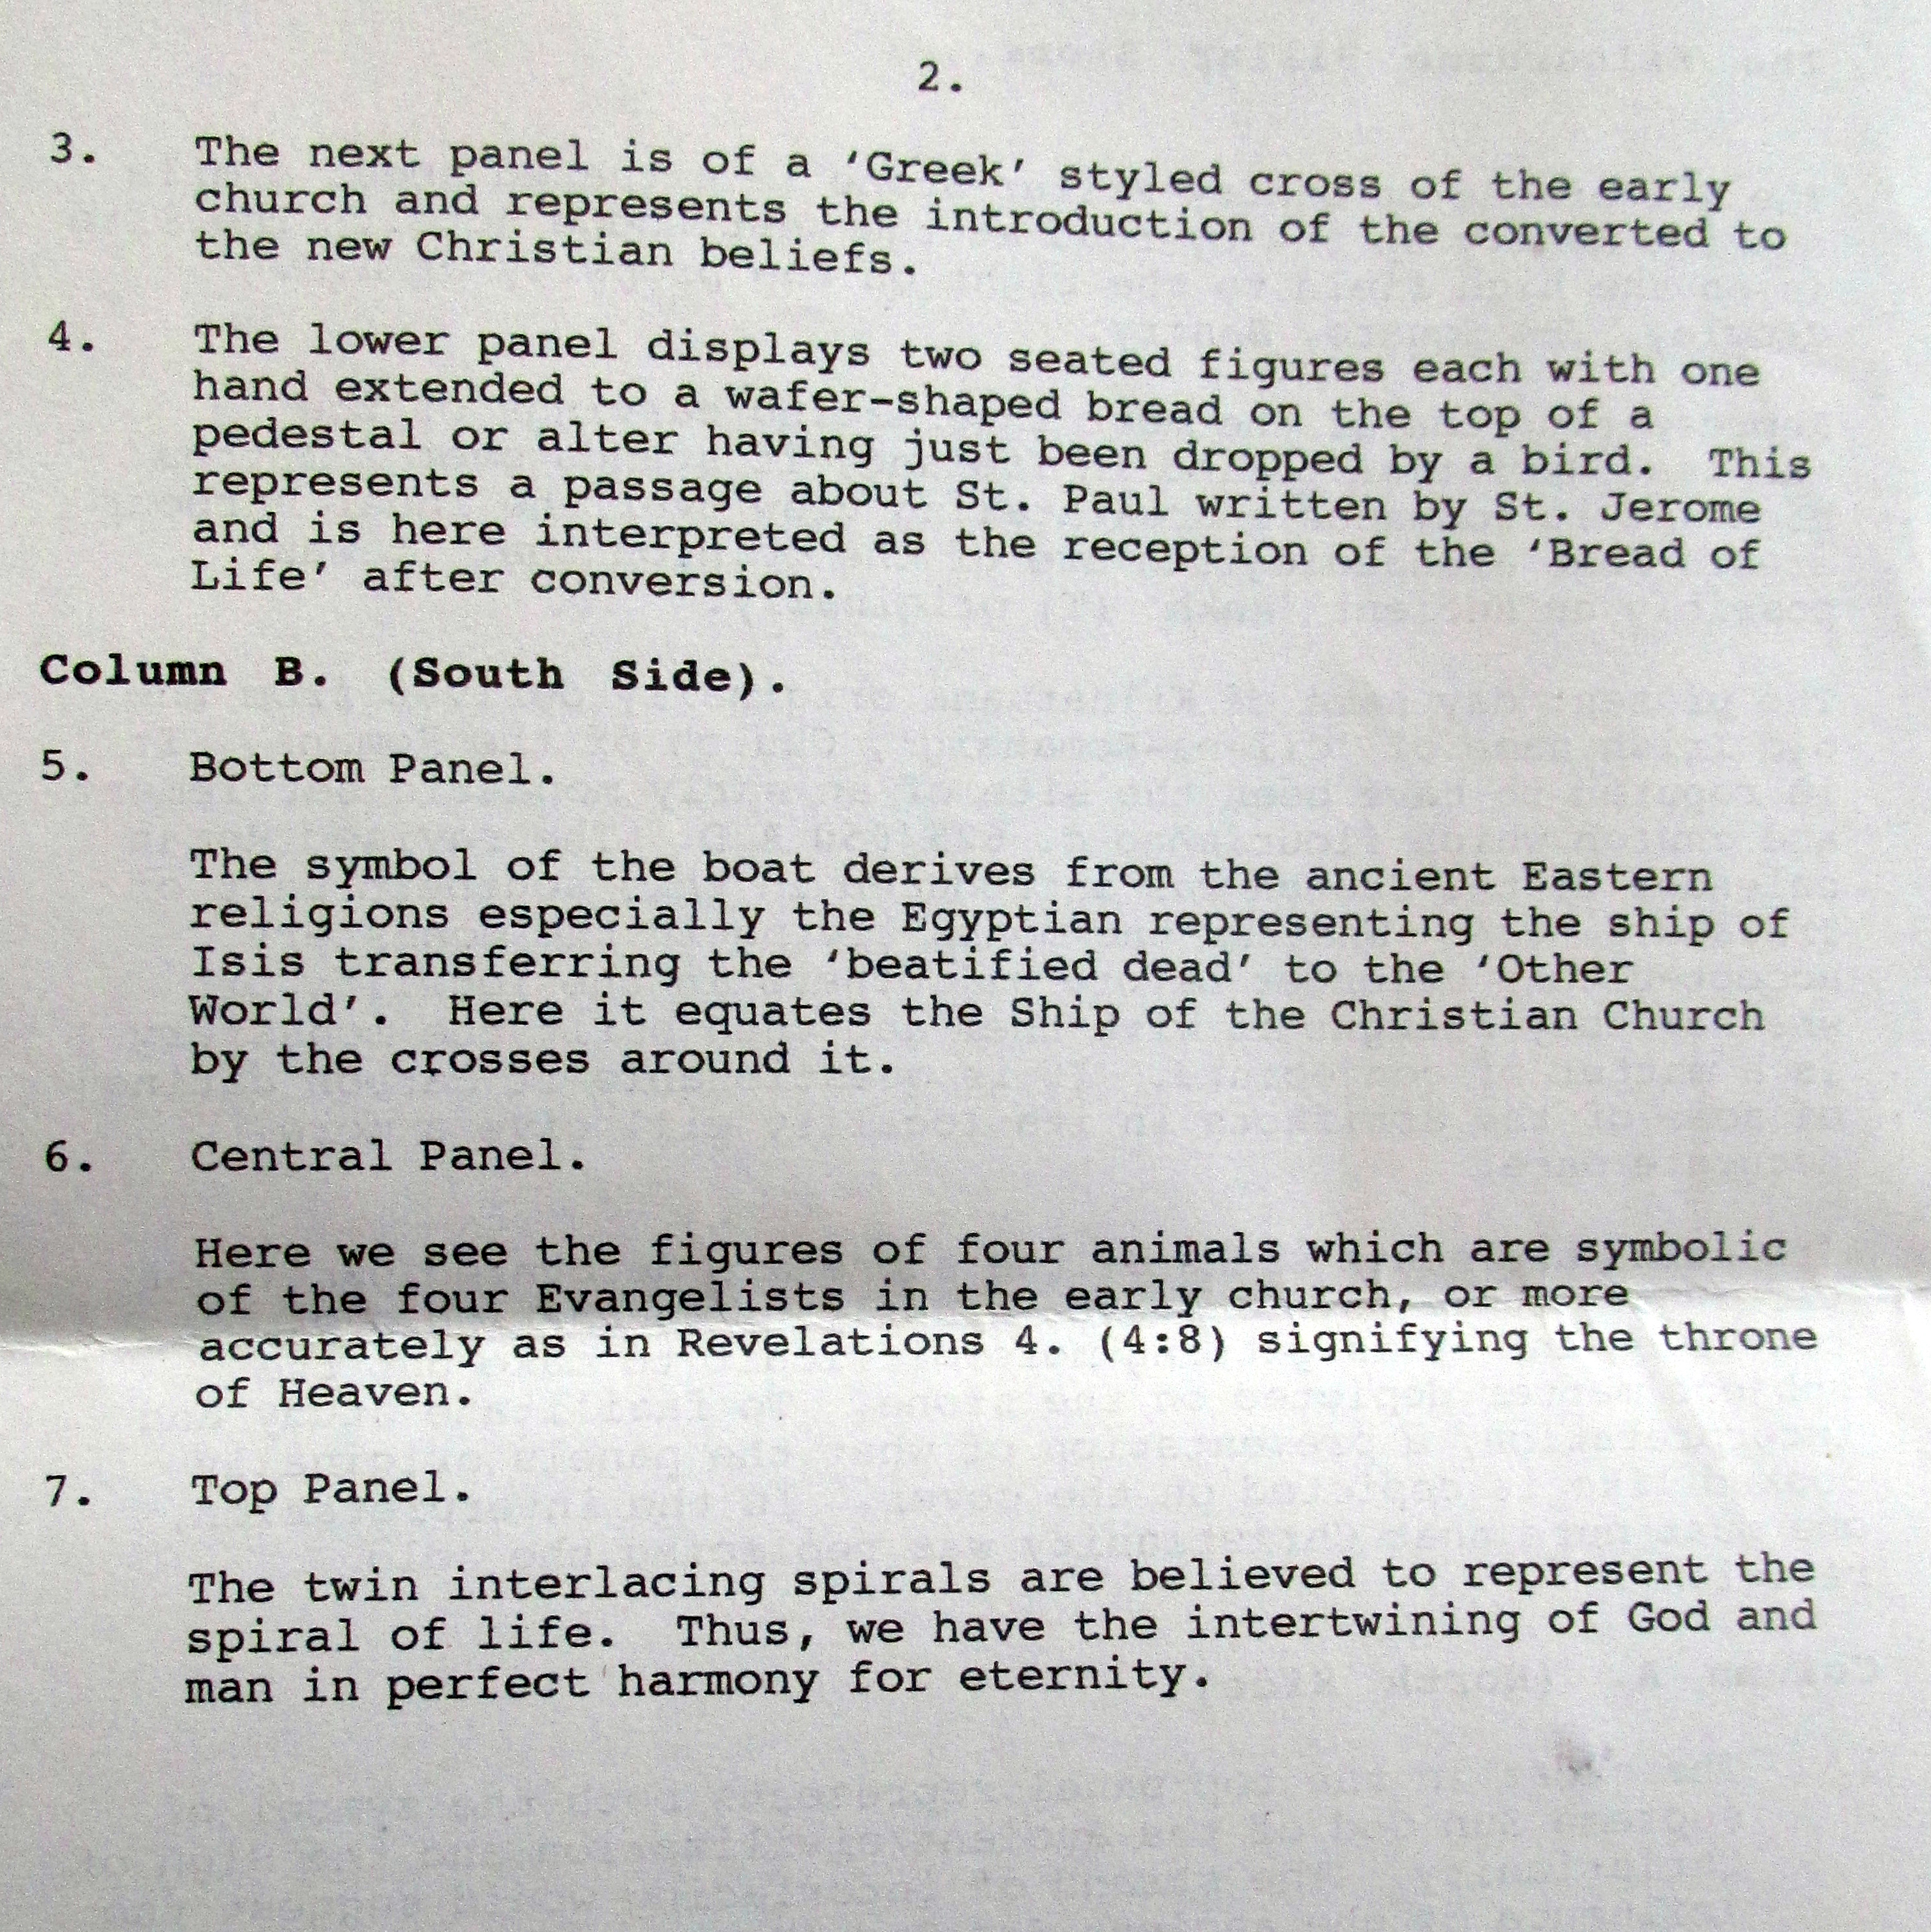 2.
3. The next panel is of a ‘Greek’ styled cross of the early
church and represents the introduction of the converted to
the new Christian beliefs.
4. The lower panel displays two seated figures each with one
hand extended to a wafer-shaped bread on the top of a
pedestal or alter having just been dropped by a bird. This
represents a passage about St. Paul written by St. Jerome
and is here interpreted as the reception of the ‘Bread of
Life’ after conversion.
Column B. (South Side).
5. Bottom Panel.
The symbol of the boat derives from the ancient Eastern
religions especially the Egyptian representing the ship of
Isis transferring the ‘beatified dead’ to the ‘Other
World’. Here it equates the Ship of the Christian Church
by the crosses around it.
6. Central Panel.
Here we see the figures of four animals which are symbolic
of the four Evangelists in the early church, or more
accurately as in Revelations 4. (4:8) signifying the throne
of Heaven.
7. Top Panel.
The twin interlacing spirals are believed to represent the
spiral of life. Thus, we have the intertwining of God and
man in perfect harmony for eternity.